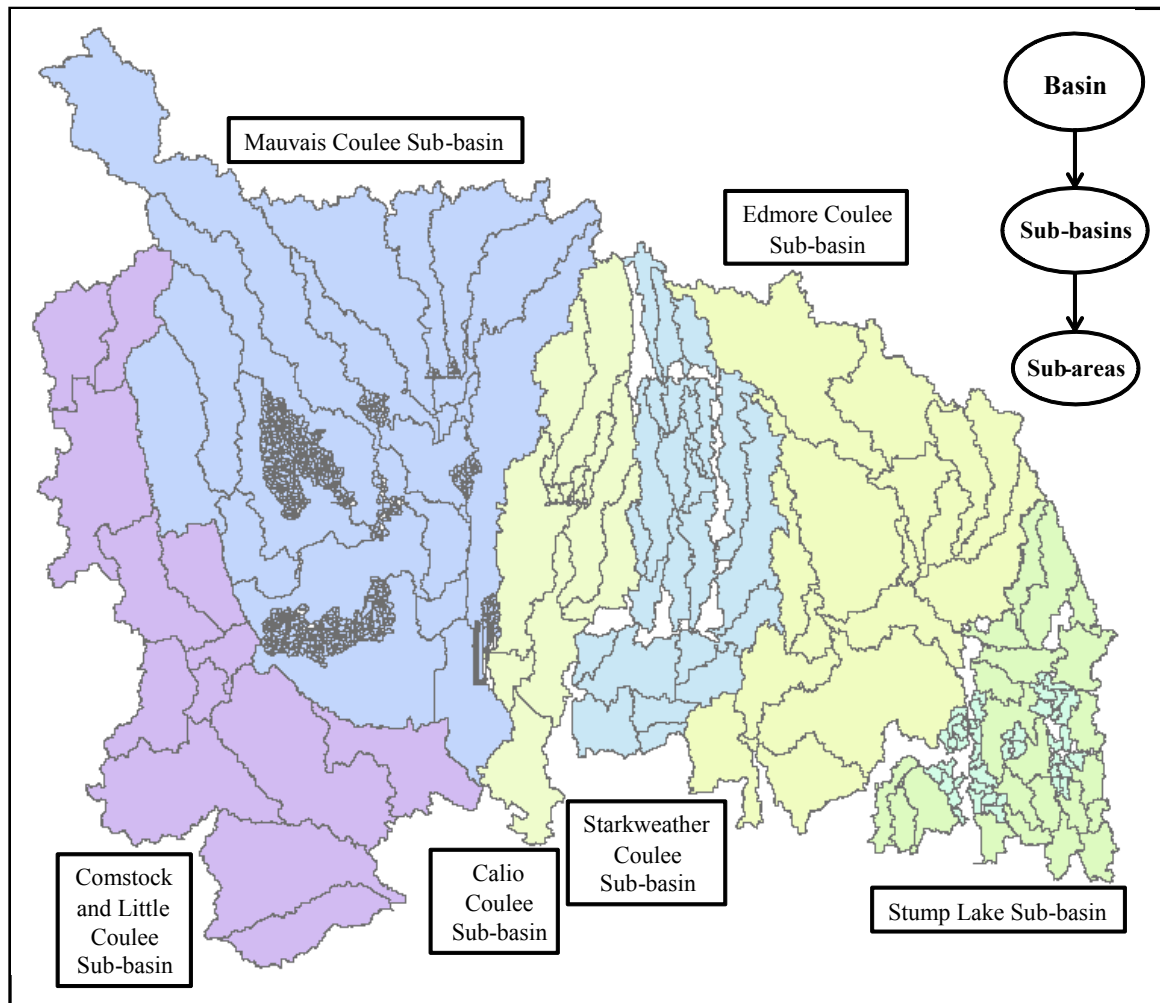 Basin
Mauvais Coulee Sub-basin
Edmore Coulee
Sub-basin
Sub-basins
Sub-areas
Starkweather
Coulee
Sub-basin
Comstock
and Little
Coulee
Sub-basin
Calio
Coulee
Sub-basin
Stump Lake Sub-basin